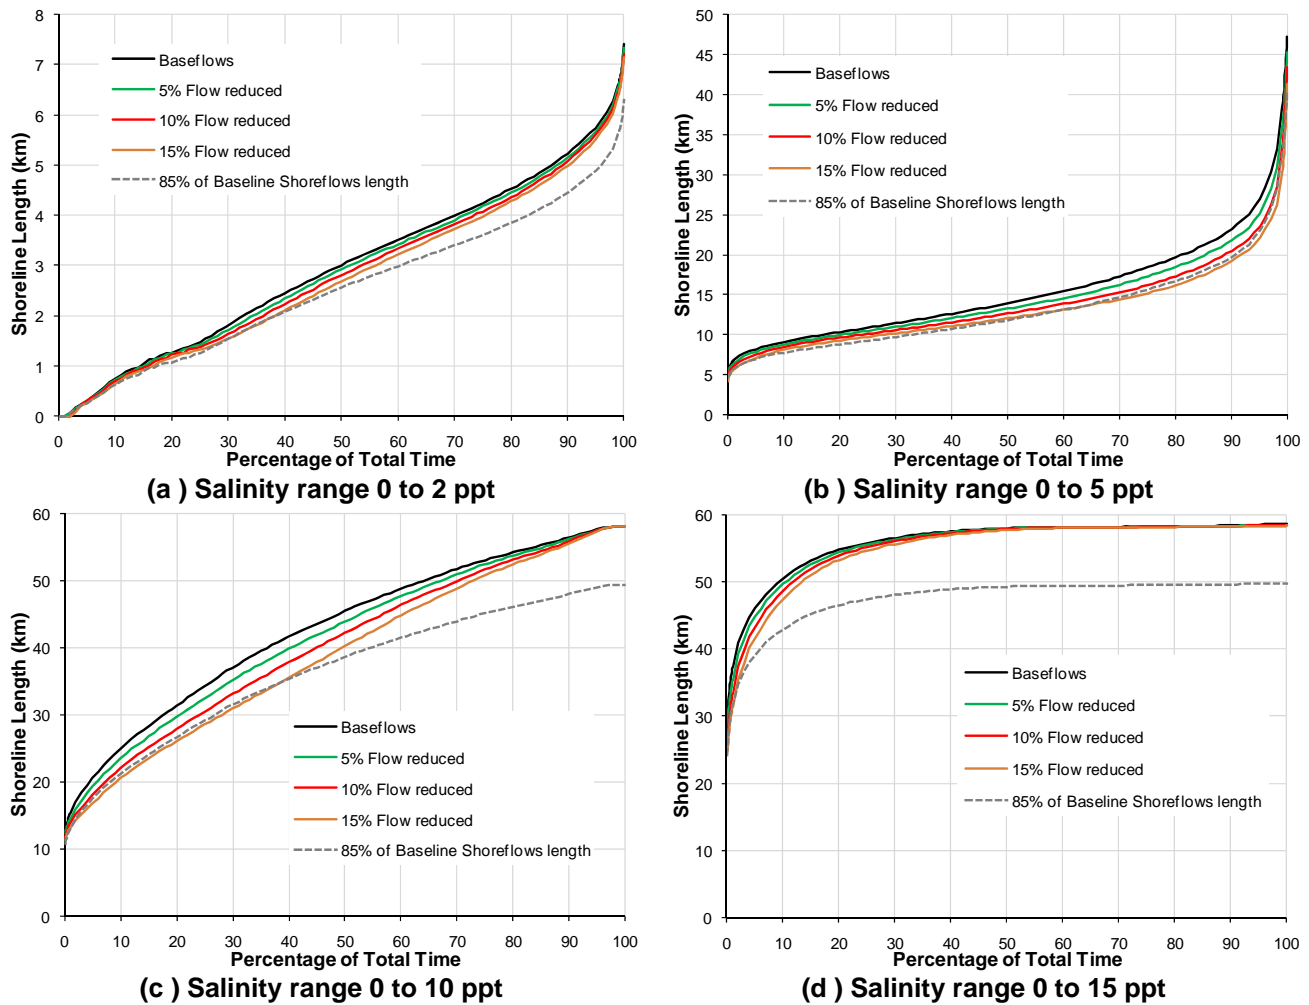 8
7
6
5
4
3
2
1
0
Shoreline Length (km)
Baseflows
5% Flow reduced
10% Flow reduced
15% Flow reduced
85% of Baseline Shoreflows length
0 10 20 30 40 50 60 70 80 90 100
Percentage of Total Time
(a ) Salinity range 0 to 2 ppt
50
45
40
35
30
25
20
15
10
5
0
Shoreline Length (km)
Baseflows
5% Flow reduced
10% Flow reduced
15% Flow reduced
85% of Baseline Shoreflows length
0 10 20 30 40 50 60 70 80 90 100
Percentage of Total Time
(b ) Salinity range 0 to 5 ppt
60
50
40
30
20
10
0
Shoreline Length (km)
Baseflows
5% Flow reduced
10% Flow reduced
15% Flow reduced
85% of Baseline Shoreflows length
0 10 20 30 40 50 60 70 80 90 100
Percentage of Total Time
(c ) Salinity range 0 to 10 ppt
60
50
40
30
20
10
0
Shoreline Length (km)
Baseflows
5% Flow reduced
10% Flow reduced
15% Flow reduced
85% of Baseline Shoreflows length
0 10 20 30 40 50 60 70 80 90 100
Percentage of Total Time
(d ) Salinity range 0 to 15 ppt